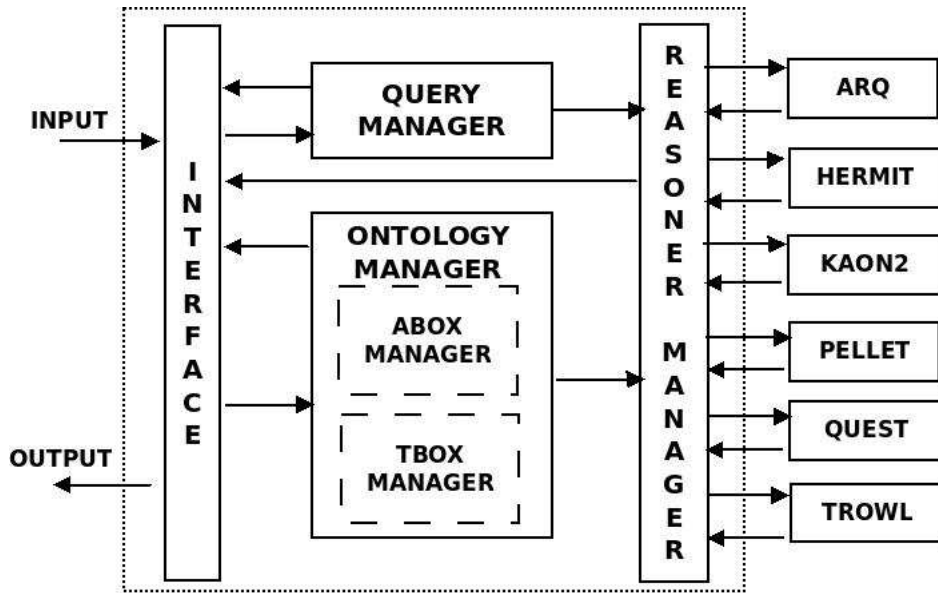 INPUT
OUTPUT
INTERFACE
QUERY
MANAGER
ONTOLOGY
MANAGER
ABOX
MANAGER
TBOX
MANAGER
REASONER MANAGER
ARQ
HERMIT
KAON2
PELLET
QUEST
TROWL